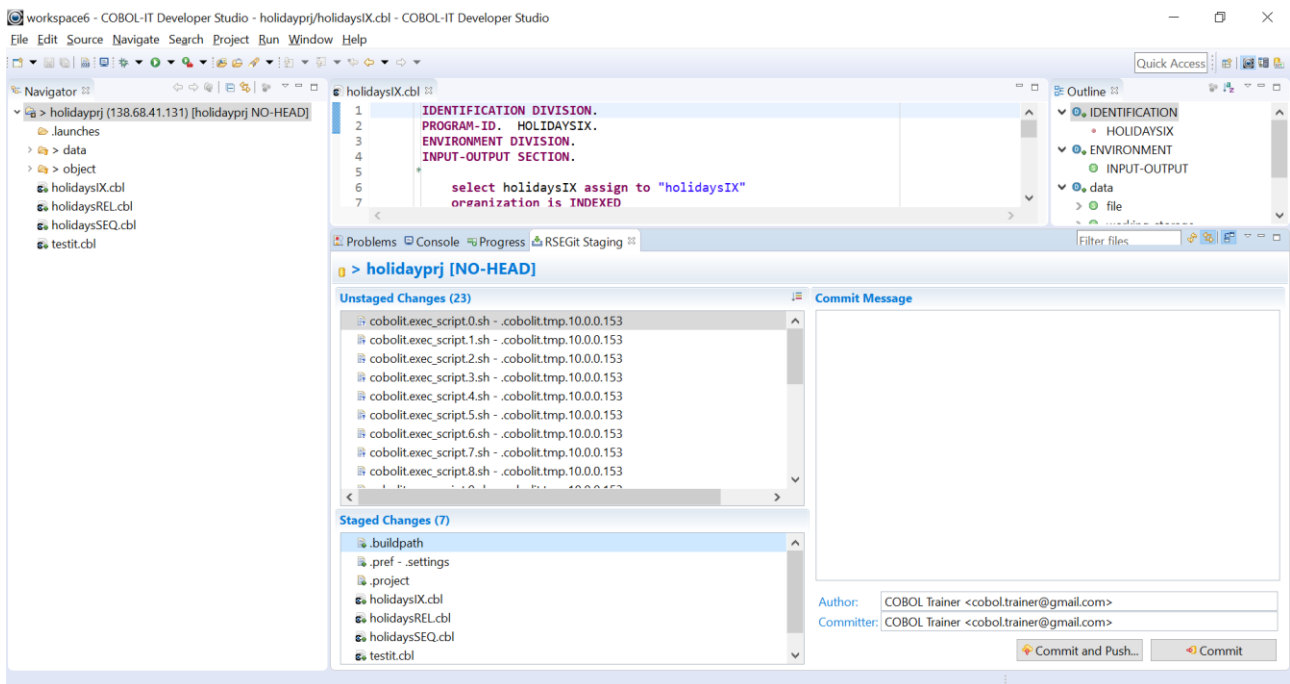 workspace6 - COBOL-IT Developer Studio - holidayprj/holidaysIX.cbl - COBOL-IT Developer Studio
File Edit Source Navigate Search Project Run Window Help
Quick Access
Navigator
> holidayprj (138.68.41.131) [holidayprj NO-HEAD]
.launches
> data
> object
holidaysIX.cbl
holidaysREL.cbl
holidaysSEQ.cbl
testit.cbl
holidaysIX.cbl
1 IDENTIFICATION DIVISION.
2 PROGRAM-ID. HOLIDAYSIX.
3 ENVIRONMENT DIVISION.
4 INPUT-OUTPUT SECTION.
5 *
6 select holidaysIX assign to "holidaysIX"
7 organization is INDEXED
Outline
IDENTIFICATION
HOLIDAYSIX
ENVIRONMENT
INPUT-OUTPUT
data
file
working-storage
Problems Console Progress RSEGit Staging
Filter files
> holidayprj [NO-HEAD]
Unstaged Changes (23)
cobolit.exec_script.0.sh - .cobolit.tmp.10.0.0.153
cobolit.exec_script.1.sh - .cobolit.tmp.10.0.0.153
cobolit.exec_script.2.sh - .cobolit.tmp.10.0.0.153
cobolit.exec_script.3.sh - .cobolit.tmp.10.0.0.153
cobolit.exec_script.4.sh - .cobolit.tmp.10.0.0.153
cobolit.exec_script.5.sh - .cobolit.tmp.10.0.0.153
cobolit.exec_script.6.sh - .cobolit.tmp.10.0.0.153
cobolit.exec_script.7.sh - .cobolit.tmp.10.0.0.153
cobolit.exec_script.8.sh - .cobolit.tmp.10.0.0.153
Staged Changes (7)
.buildpath
.pref - .settings
.project
holidaysIX.cbl
holidaysREL.cbl
holidaysSEQ.cbl
testit.cbl
Commit Message
Author: COBOL Trainer <cobol.trainer@gmail.com>
Committer: COBOL Trainer <cobol.trainer@gmail.com>
Commit and Push...
Commit